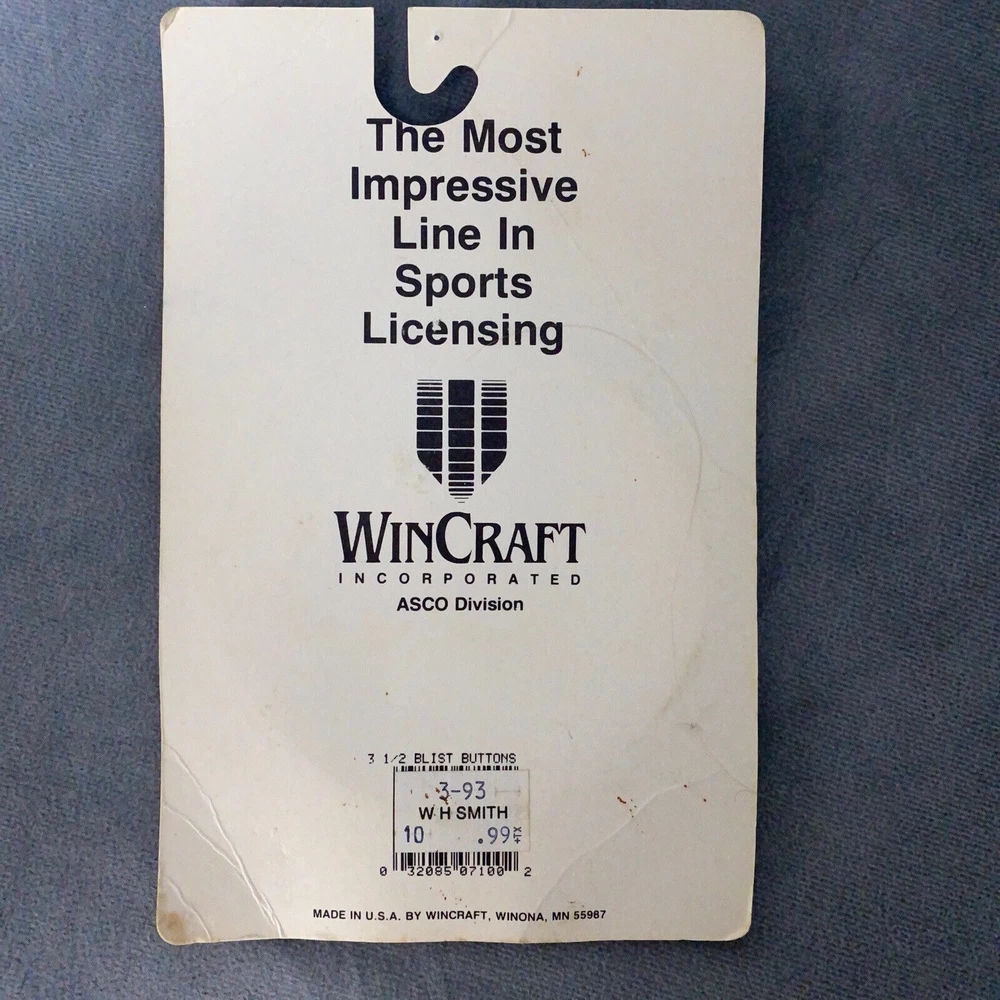 The Most
Impressive
Line In
Sports
Licensing
WINCRAFT
INCORPORATED
ASCO Division
3 1/2 BLIST BUTTONS
3-93
W H SMITH
10 .99
0 32085 07100 2
MADE IN U.S.A. BY WINCRAFT, WINONA, MN 55987